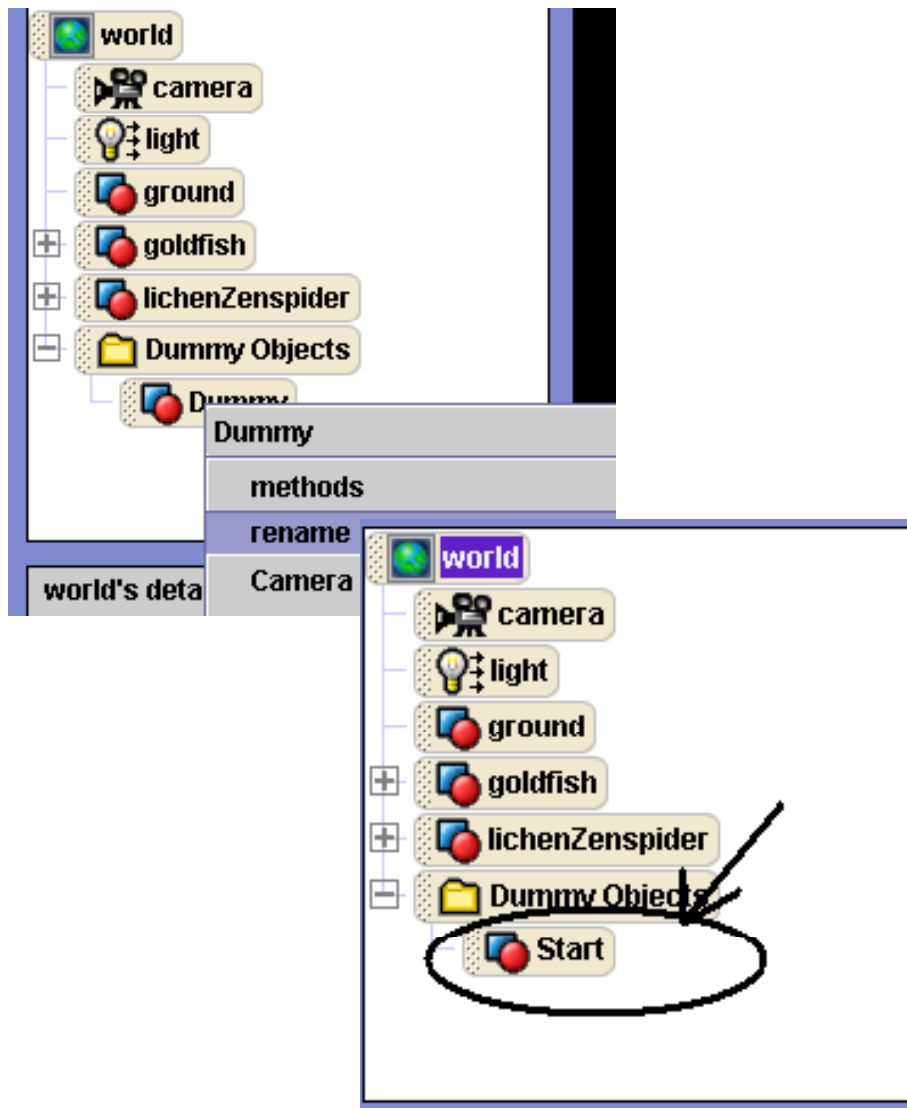 world
camera
light
ground
goldfish
lichenZenspider
Dummy Objects
Dummy
Dummy
methods
rename
Camera
world's deta
world
camera
light
ground
goldfish
lichenZenspider
Dummy Objects
Start